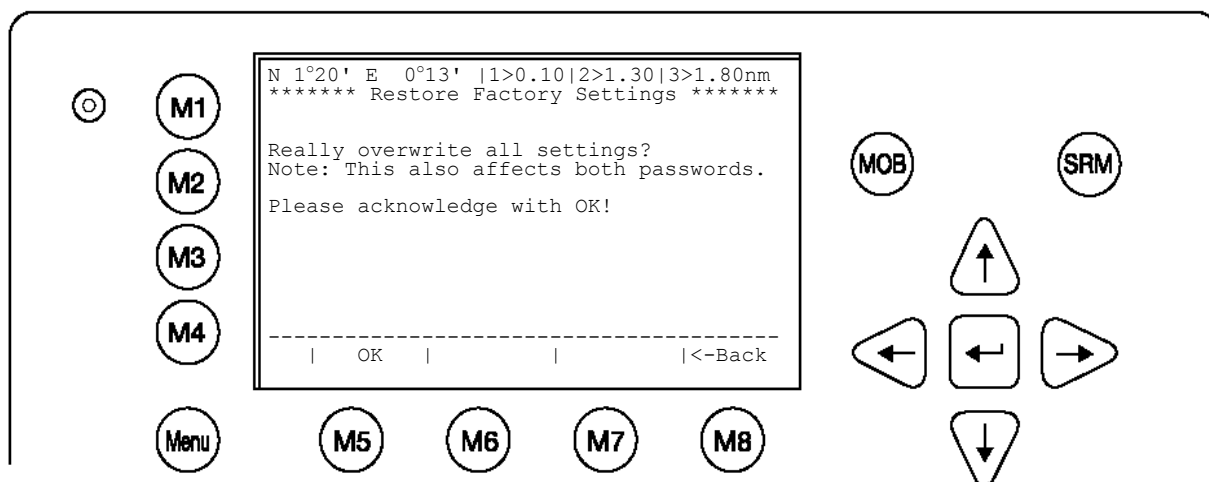 N 1°20' E 0°13' |1>0.10|2>1.30|3>1.80nm
******* Restore Factory Settings *******
Really overwrite all settings?
Note: This also affects both passwords.
Please acknowledge with OK!
----------------------------------------
| OK | | |<-Back
M1
M2
M3
M4
Menu
M5
M6
M7
M8
MOB
SRM